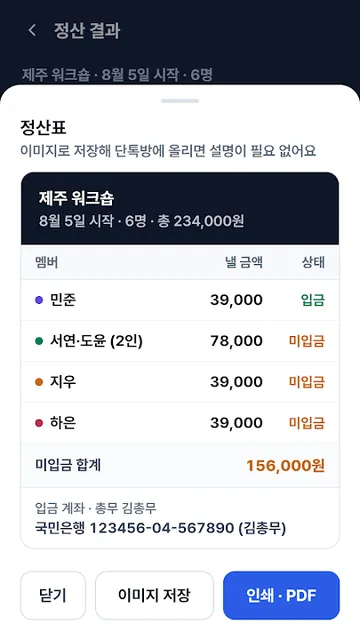 정산 결과
제주 워크숍 · 8월 5일 시작 · 6명
정산표
이미지로 저장해 단톡방에 올리면 설명이 필요 없어요
제주 워크숍
8월 5일 시작 · 6명 · 총 234,000원
멤버 낼 금액 상태
민준 39,000 입금
서연·도윤 (2인) 78,000 미입금
지우 39,000 미입금
하은 39,000 미입금
미입금 합계 156,000원
입금 계좌 · 총무 김총무
국민은행 123456-04-567890 (김총무)
닫기 이미지 저장 인쇄 · PDF